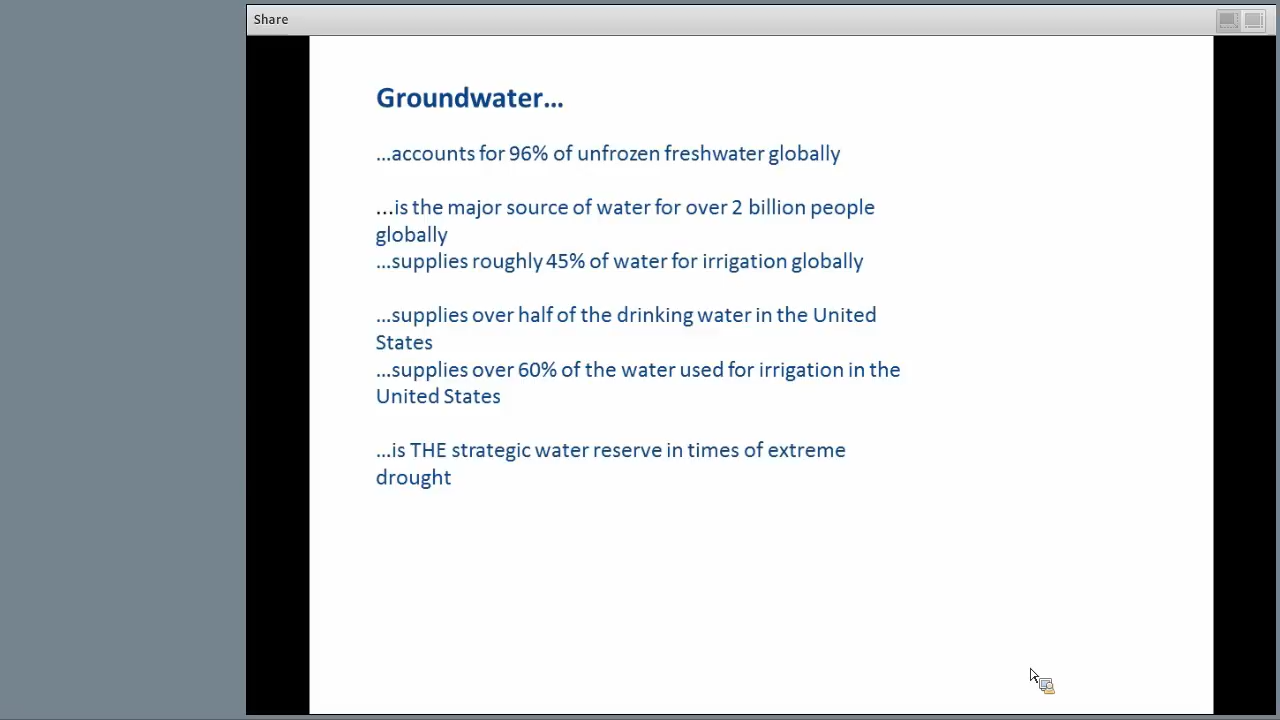 Share
Groundwater...
...accounts for 96% of unfrozen freshwater globally
...is the major source of water for over 2 billion people
globally
...supplies roughly 45% of water for irrigation globally
...supplies over half of the drinking water in the United
States
...supplies over 60% of the water used for irrigation in the
United States
...is THE strategic water reserve in times of extreme
drought